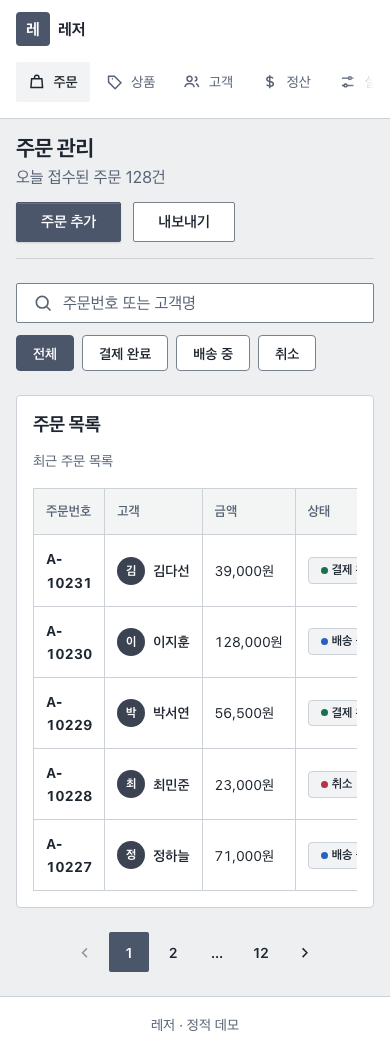 레 레저
주문 상품 고객 정산
주문 관리
오늘 접수된 주문 128건
주문 추가 내보내기
주문번호 또는 고객명
전체 결제 완료 배송 중 취소
주문 목록
최근 주문 목록
주문번호 고객 금액 상태
A-10231 김 김다선 39,000원 결제
A-10230 이 이지훈 128,000원 배송
A-10229 박 박서연 56,500원 결제
A-10228 최 최민준 23,000원 취소
A-10227 정 정하늘 71,000원 배송
1 2 ... 12
레저 · 정적 데모